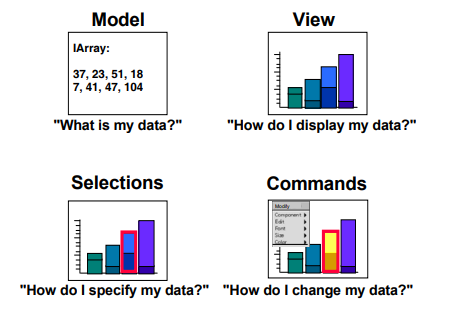 Model
IArray:
37, 23, 51, 18
7, 41, 47, 104
"What is my data?"
View
"How do I display my data?"
Selections
"How do I specify my data?"
Commands
Modify
Component
Edit
Font
Size
Color
"How do I change my data?"